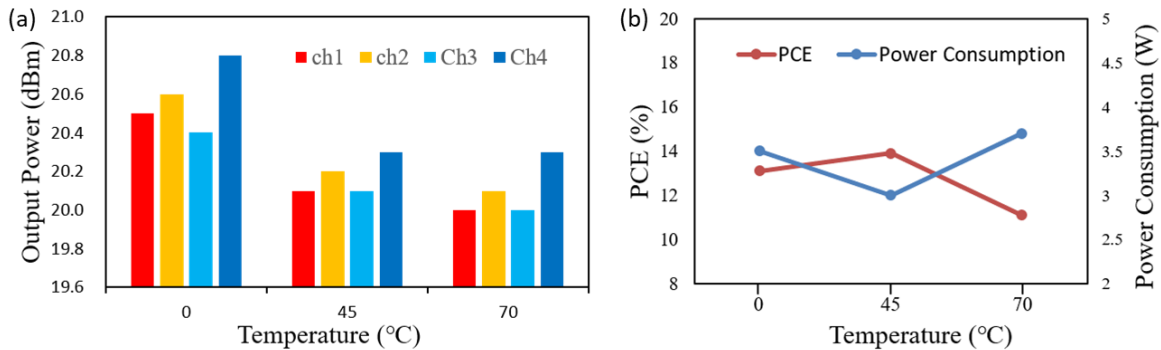 (a)
Output Power (dBm)
21.0
20.8
20.6
20.4
20.2
20.0
19.8
19.6
ch1 ch2 Ch3 Ch4
0 45 70
Temperature (°C)
(b)
PCE (%)
20
18
16
14
12
10
8
PCE Power Consumption
5
4.5
4
3.5
3
2.5
2
Power Consumption (W)
0 45 70
Temperature (°C)